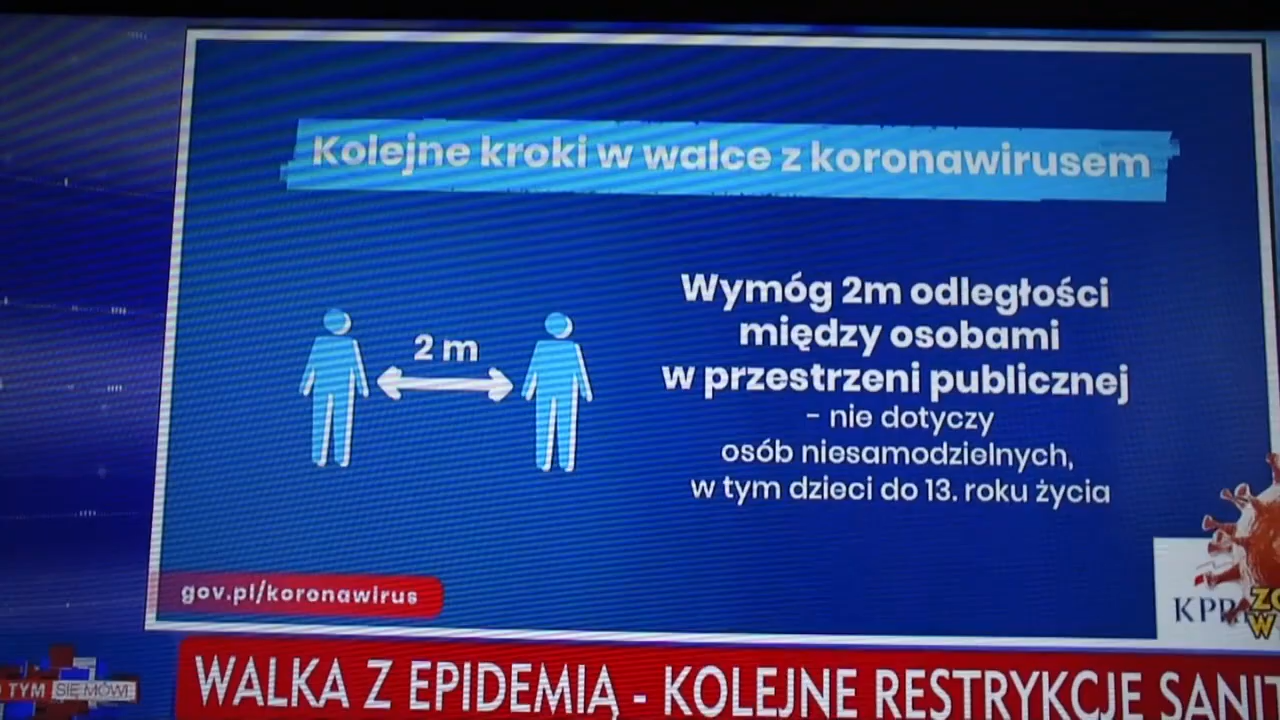 Kolejne kroki w walce z koronawirusem
2 m
Wymóg 2m odległości
między osobami
w przestrzeni publicznej
- nie dotyczy
osób niesamodzielnych,
w tym dzieci do 13. roku życia
gov.pl/koronawirus
KPR
W
TYM SIĘ MÓWI
WALKA Z EPIDEMIĄ - KOLEJNE RESTRYKCJE SANIT